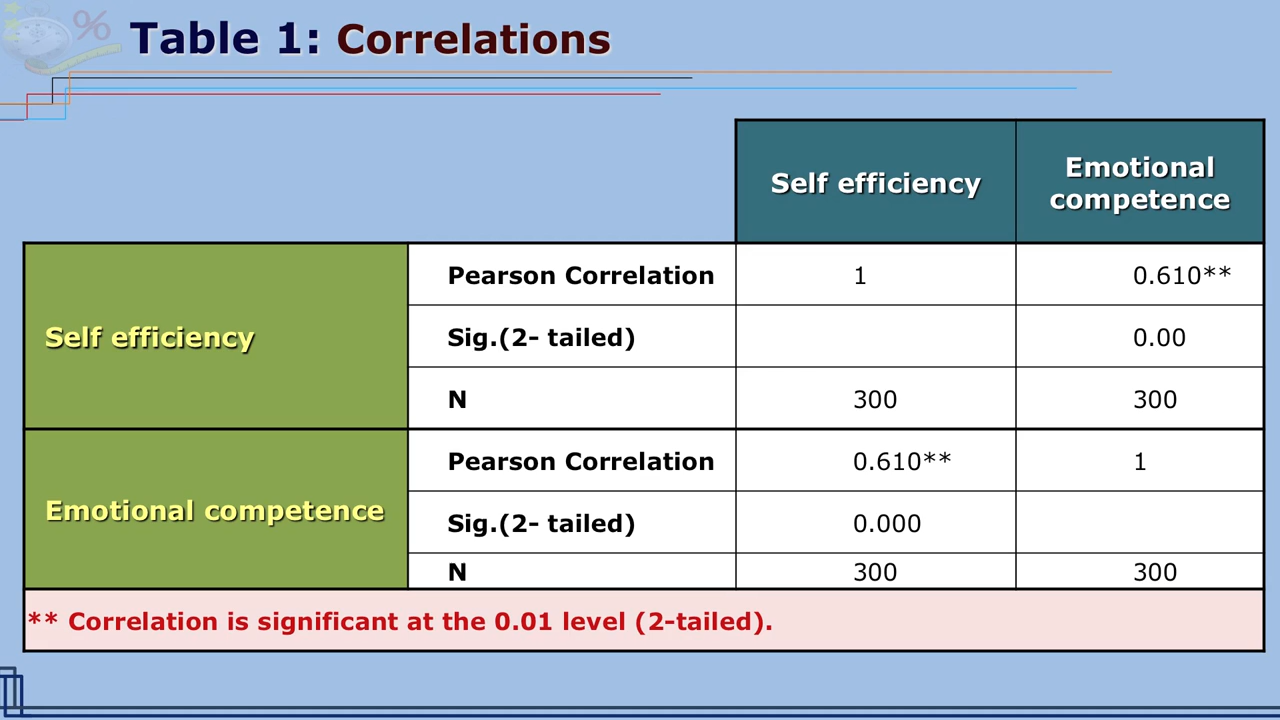 %
Table 1: Correlations
Self efficiency
Emotional
competence
Self efficiency
Pearson Correlation 1 0.610**
Sig.(2- tailed) 0.00
N 300 300
Emotional competence
Pearson Correlation 0.610** 1
Sig.(2- tailed) 0.000
N 300 300
** Correlation is significant at the 0.01 level (2-tailed).